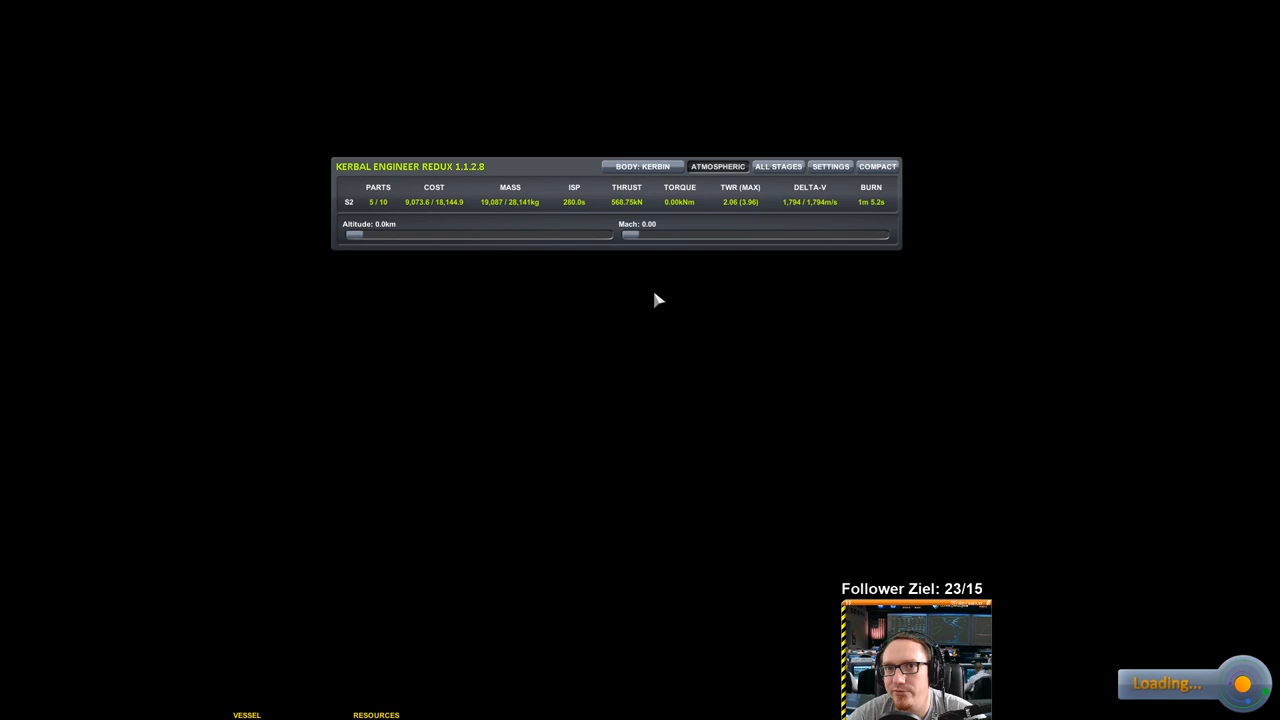 KERBAL ENGINEER REDUX 1.1.2.8 BODY: KERBIN ATMOSPHERIC ALL STAGES SETTINGS COMPACT
PARTS COST MASS ISP THRUST TORQUE TWR (MAX) DELTA-V BURN
S2 5 / 10 9,073.6 / 18,144.9 19,087 / 28,141kg 280.0s 568.75kN 0.00kNm 2.06 (3.96) 1,794 / 1,794m/s 1m 5.2s
Altitude: 0.0km Mach: 0.00
Follower Ziel: 23/15
Loading...
VESSEL RESOURCES